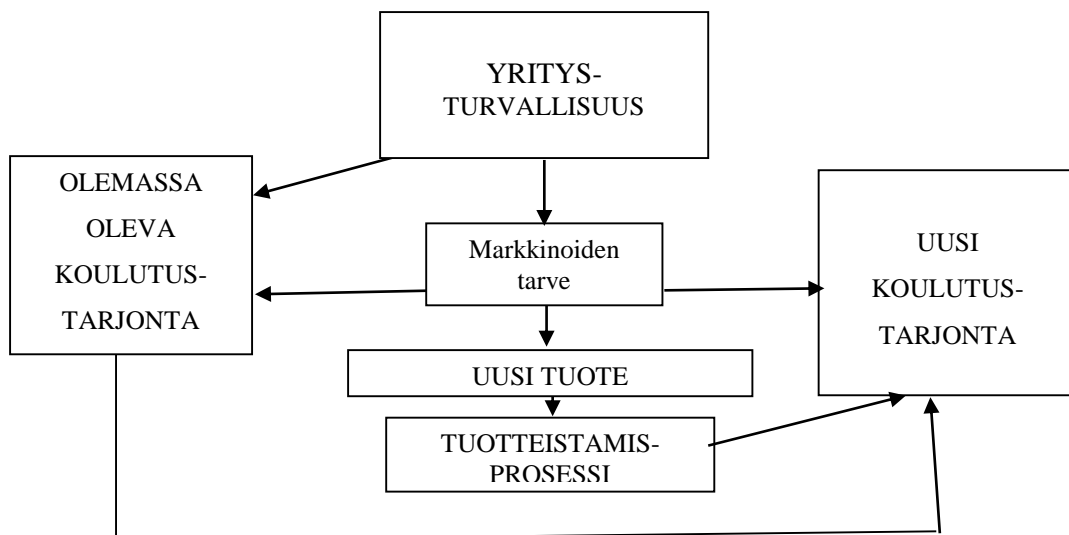 YRITYS-
TURVALLISUUS
OLEMASSA
OLEVA
KOULUTUS-
TARJONTA
Markkinoiden
tarve
UUSI
KOULUTUS-
TARJONTA
UUSI TUOTE
TUOTTEISTAMIS-
PROSESSI